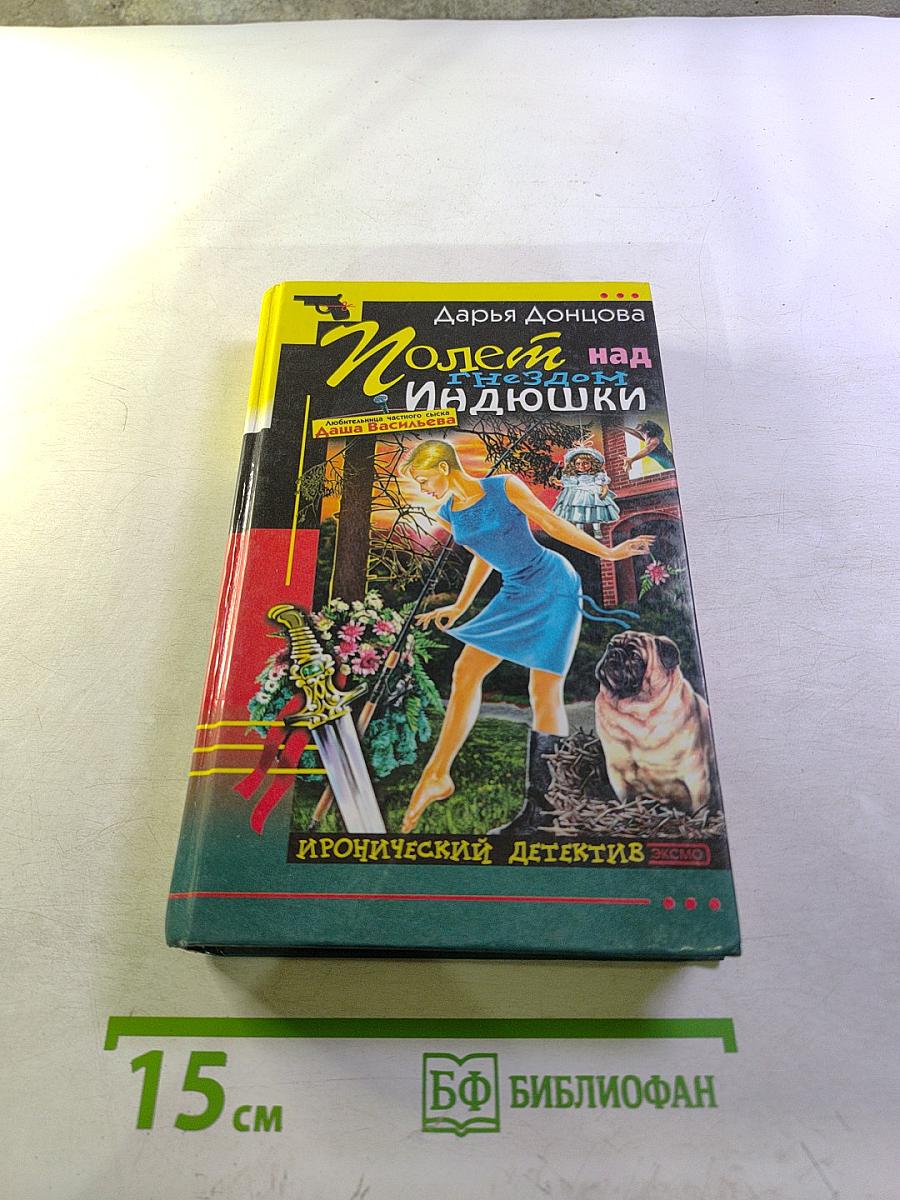 Дарья Донцова
Полет над
гнездом
Индюшки
Любительница частного сыска
Даша Васильева
ИРОНИЧЕСКИЙ ДЕТЕКТИВ ЭКСМО
15 см
БФ БИБЛИОФАН